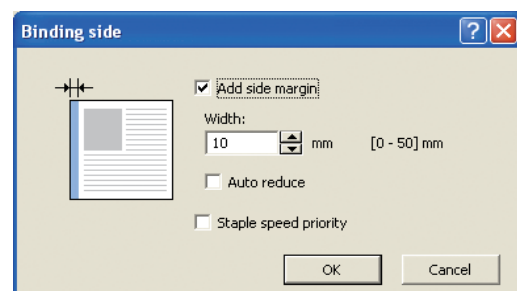 Binding side
Add side margin
Width:
10 mm [0 - 50] mm
Auto reduce
Staple speed priority
OK Cancel